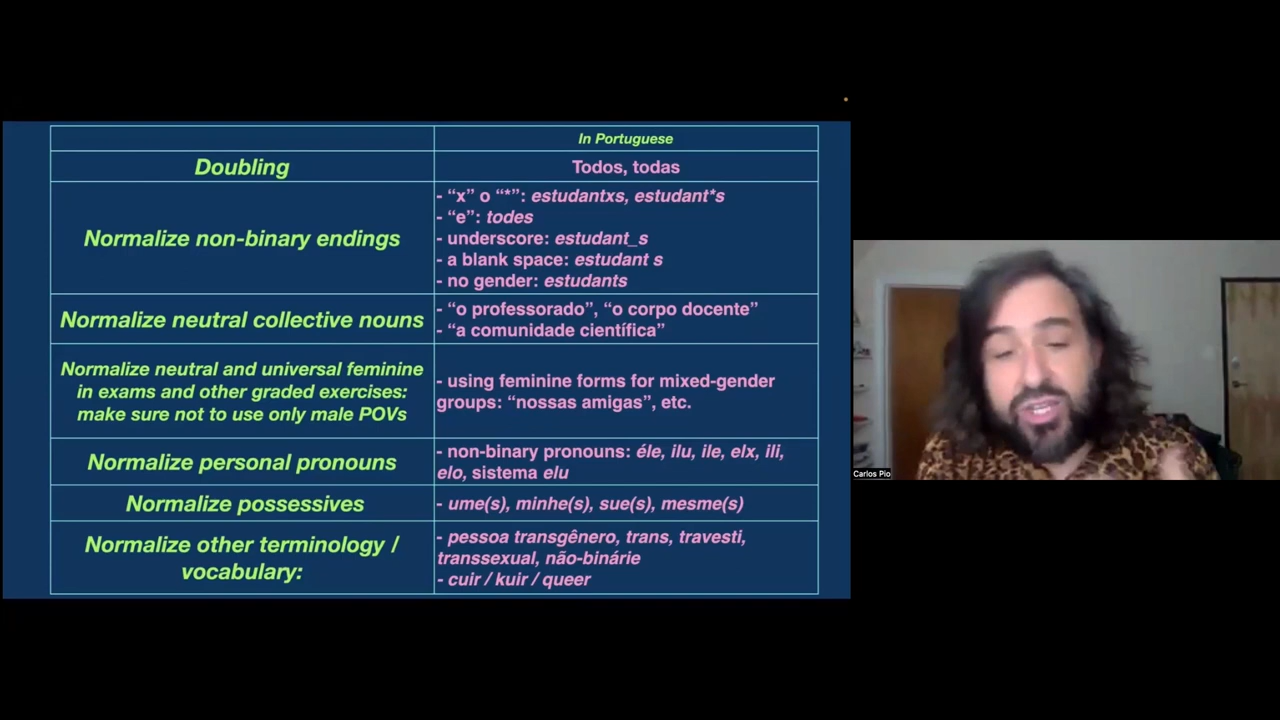 In Portuguese
Doubling
Todos, todas
Normalize non-binary endings
- “x” o “*”: estudantxs, estudant*s
- “e”: todes
- underscore: estudant_s
- a blank space: estudant s
- no gender: estudants
Normalize neutral collective nouns
- “o professorado”, “o corpo docente”
- “a comunidade científica”
Normalize neutral and universal feminine
in exams and other graded exercises:
make sure not to use only male POVs
- using feminine forms for mixed-gender
groups: “nossas amigas”, etc.
Normalize personal pronouns
- non-binary pronouns: éle, ilu, ile, elx, ili,
elo, sistema elu
Normalize possessives
- ume(s), minhe(s), sue(s), mesme(s)
Normalize other terminology /
vocabulary:
- pessoa transgênero, trans, travesti,
transsexual, não-binárie
- cuir / kuir / queer
Carlos Pio